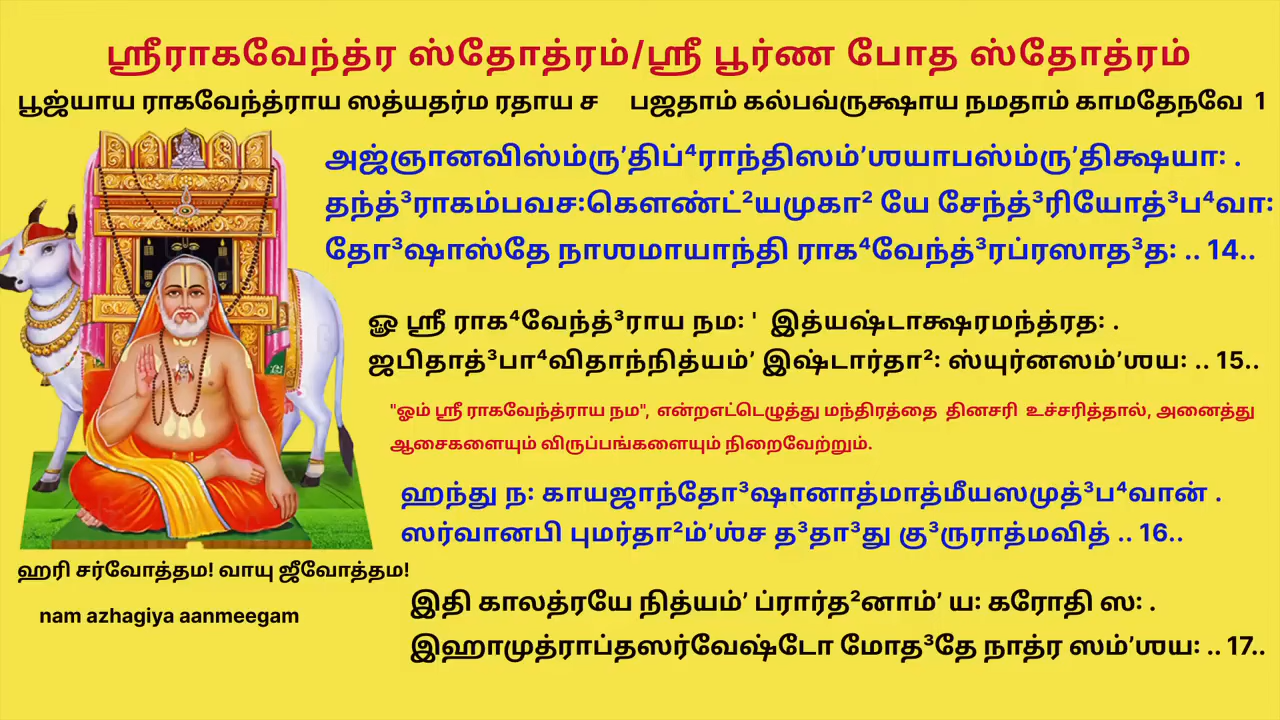 ஸ்ரீராகவேந்த்ர ஸ்தோத்ரம்/ஸ்ரீ பூர்ண போத ஸ்தோத்ரம்
பூஜ்யாய ராகவேந்த்ராய ஸத்யதர்ம ரதாய ச பஜதாம் கல்பவ்ருக்ஷாய நமதாம் காமதேநவே 1
அஜ்ஞானவிஸ்ம்ரு’திப்⁴ராந்திஸம்’ஶயாபஸ்ம்ரு’திக்ஷயா꞉ .
தந்த்³ராகம்பவச꞉கௌண்ட்²யமுகா² யே சேந்த்³ரியோத்³ப⁴வா꞉
தோ³ஷாஸ்தே நாஶமாயாந்தி ராக⁴வேந்த்³ரப்ரஸாத³த꞉ .. 14..
ௐ ஸ்ரீ ராக⁴வேந்த்³ராய நம꞉ ' இத்யஷ்டாக்ஷரமந்த்ரத꞉ .
ஜபிதாத்³பா⁴விதாந்நித்யம்’ இஷ்டார்தா²꞉ ஸ்யுர்னஸம்’ஶய꞉ .. 15..
"ஓம் ஸ்ரீ ராகவேந்த்ராய நம", என்றஎட்டெழுத்து மந்திரத்தை தினசரி உச்சரித்தால், அனைத்து
ஆசைகளையும் விருப்பங்களையும் நிறைவேற்றும்.
ஹந்து ந꞉ காயஜாந்தோ³ஷானாத்மாத்மீயஸமுத்³ப⁴வான் .
ஸர்வானபி புமர்தா²ம்’ஶ்ச த³தா³து கு³ருராத்மவித் .. 16..
ஹரி சர்வோத்தம! வாயு ஜீவோத்தம!
nam azhagiya aanmeegam
இதி காலத்ரயே நித்யம்’ ப்ரார்த²னாம்’ ய꞉ கரோதி ஸ꞉ .
இஹாமுத்ராப்தஸர்வேஷ்டோ மோத³தே நாத்ர ஸம்’ஶய꞉ .. 17..